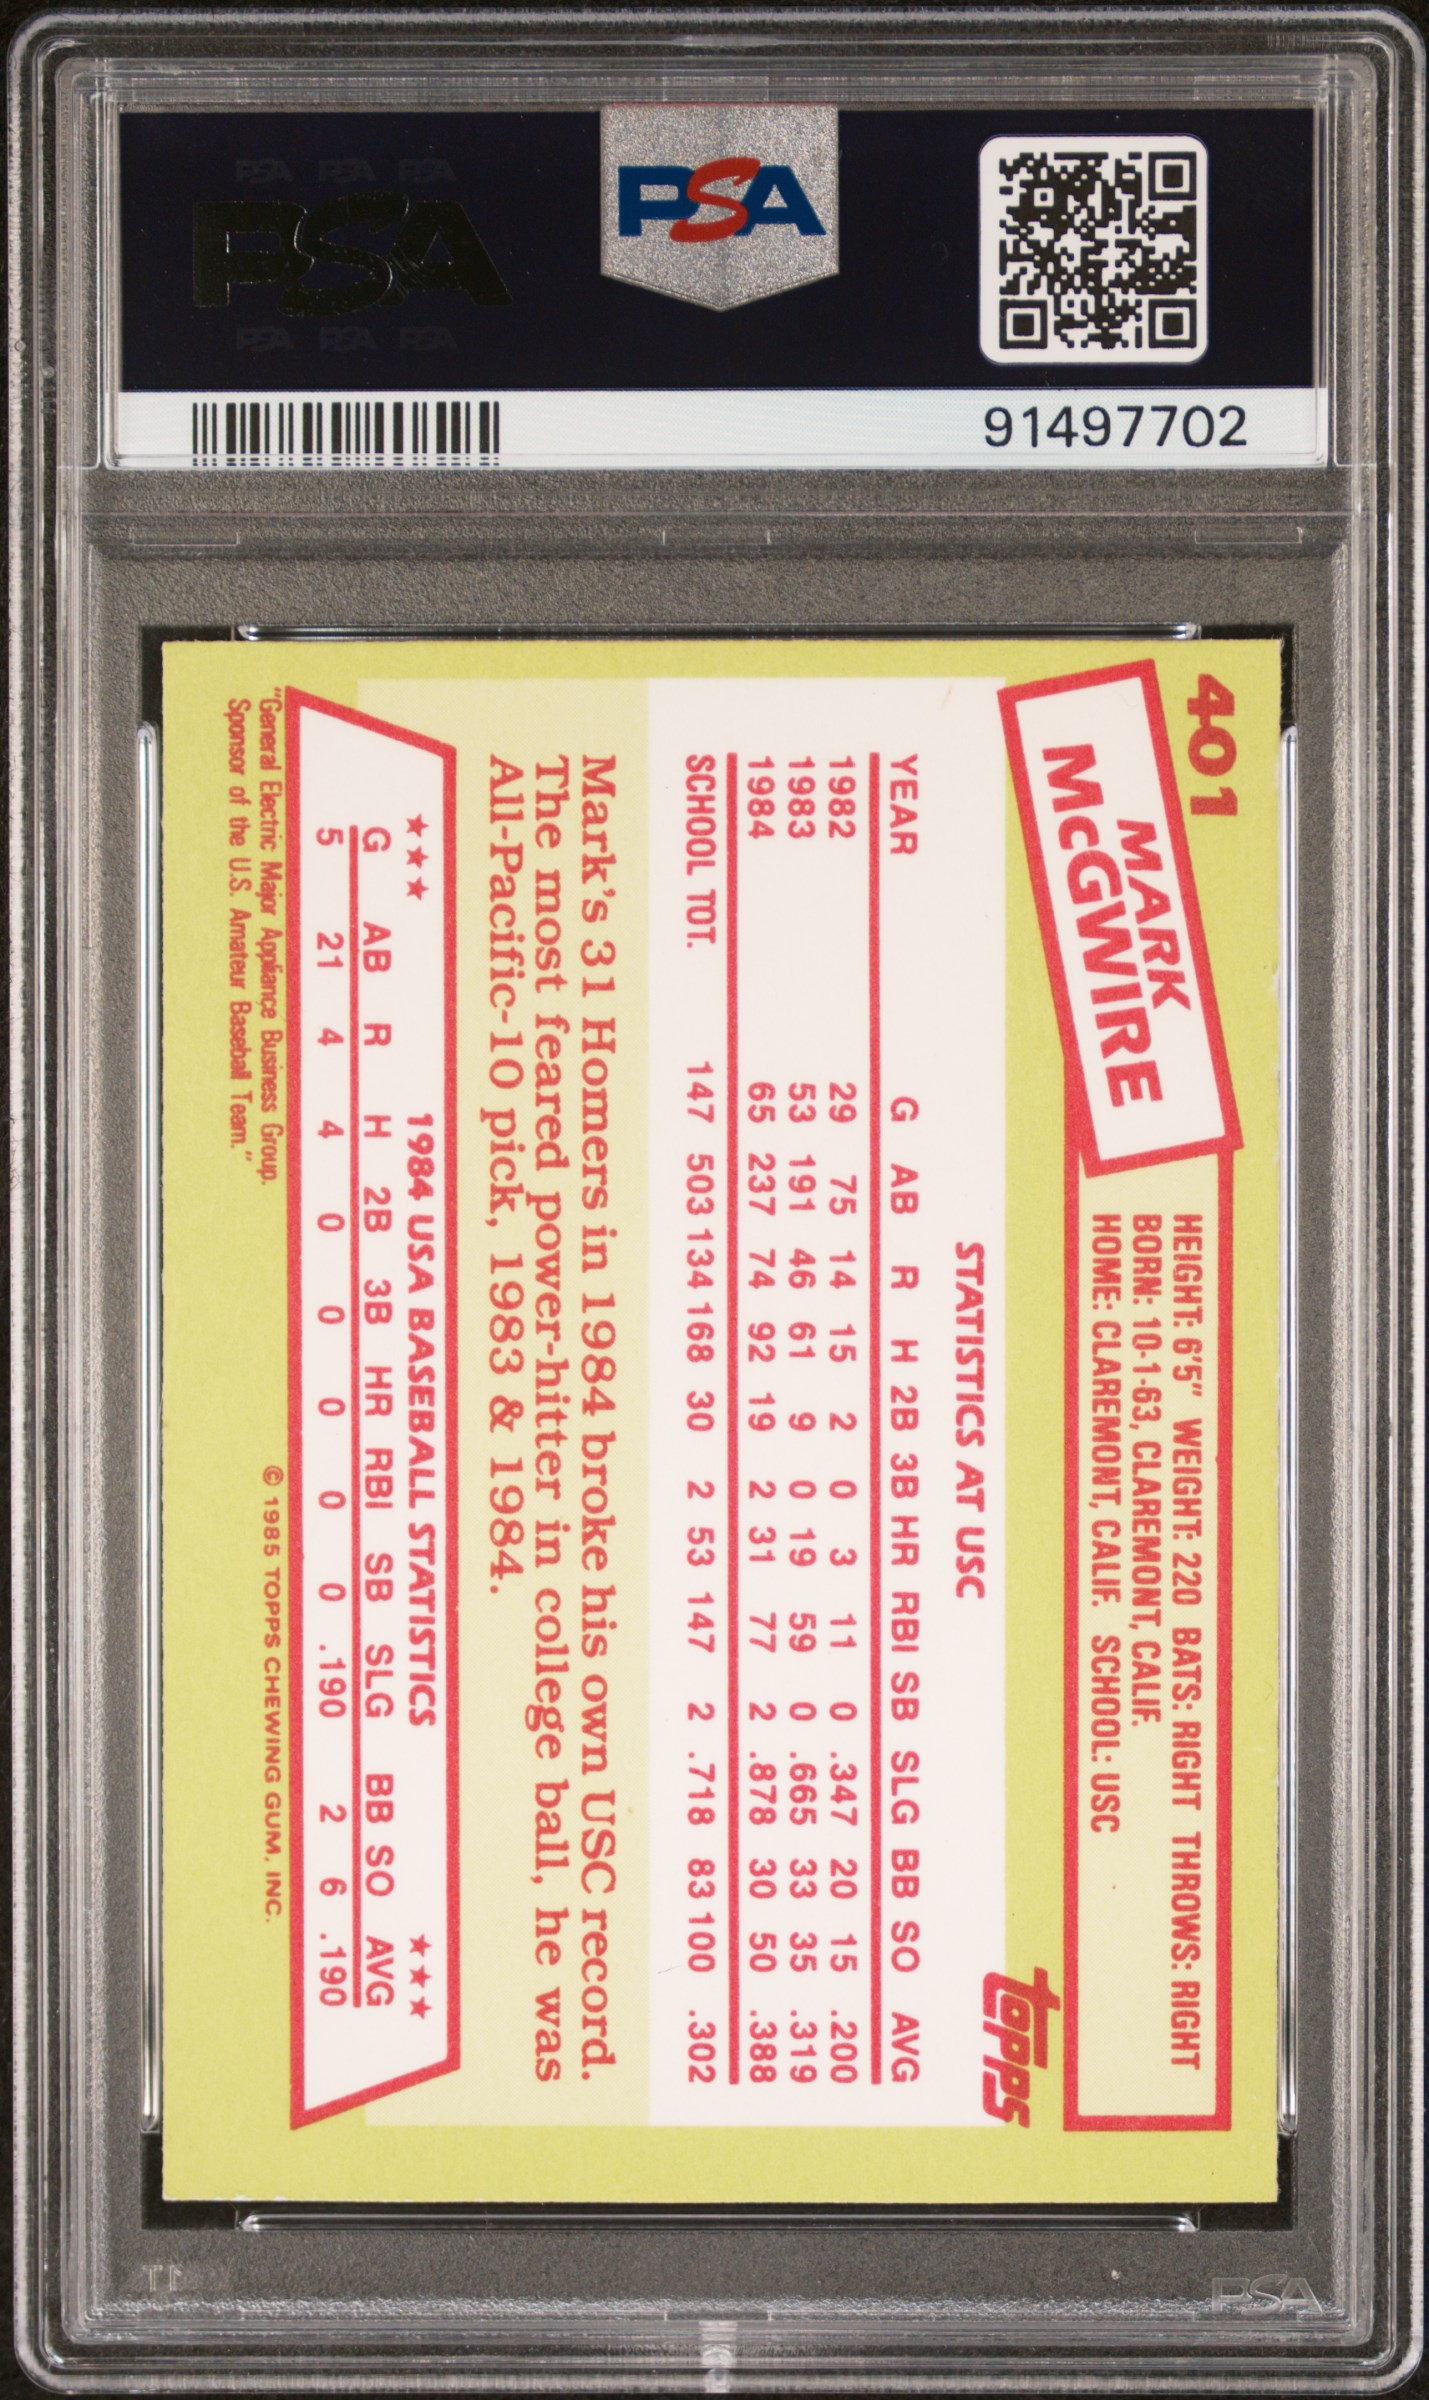 PSA PSA PSA
PSA
PSA PSA PSA
PSA
91497702
401
MARK
McGWIRE
HEIGHT: 6'5" WEIGHT: 220 BATS: RIGHT THROWS: RIGHT
BORN: 10-1-63, CLAREMONT, CALIF.
HOME: CLAREMONT, CALIF. SCHOOL: USC
topps
STATISTICS AT USC
YEAR G AB R H 2B 3B HR RBI SB SLG BB SO AVG
1982 29 75 14 15 2 0 3 11 0 .347 20 15 .200
1983 53 191 46 61 9 0 19 59 0 .665 33 35 .319
1984 65 237 74 92 19 2 31 77 2 .878 30 50 .388
SCHOOL TOT. 147 503 134 168 30 2 53 147 2 .718 83 100 .302
Mark's 31 Homers in 1984 broke his own USC record.
The most feared power-hitter in college ball, he was
All-Pacific-10 pick, 1983 & 1984.
★★★ 1984 USA BASEBALL STATISTICS ★★★
G AB R H 2B 3B HR RBI SB SLG BB SO AVG
5 21 4 4 0 0 0 0 0 .190 2 6 .190
"General Electric Major Appliance Business Group.
Sponsor of the U.S. Amateur Baseball Team."
© 1985 TOPPS CHEWING GUM, INC.
PSA